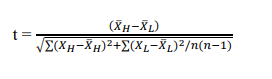 t = (X̄_H−X̄_L) / √Σ(X_H−X̄_H)²+Σ(X_L−X̄_L)²/n(n−1)